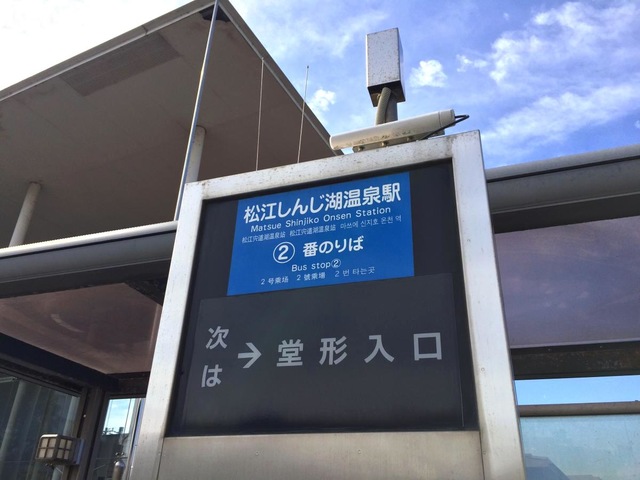 松江しんじ湖温泉駅
Matsue Shinjiko Onsen Station
松江宍道湖温泉站 松江宍道湖溫泉站 마쓰에 신지호 온천 역
② 番のりば
Bus stop②
2号乘场 2號乘場 2번 타는곳
次は → 堂形入口